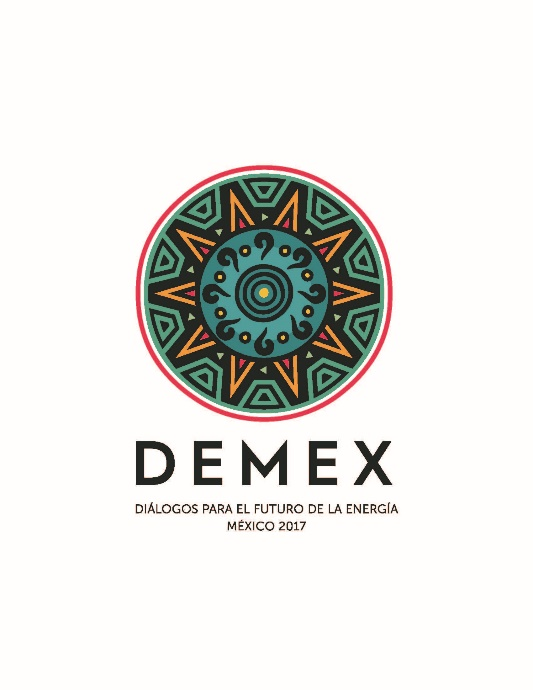 DEMEX
DIÁLOGOS PARA EL FUTURO DE LA ENERGÍA
MÉXICO 2017